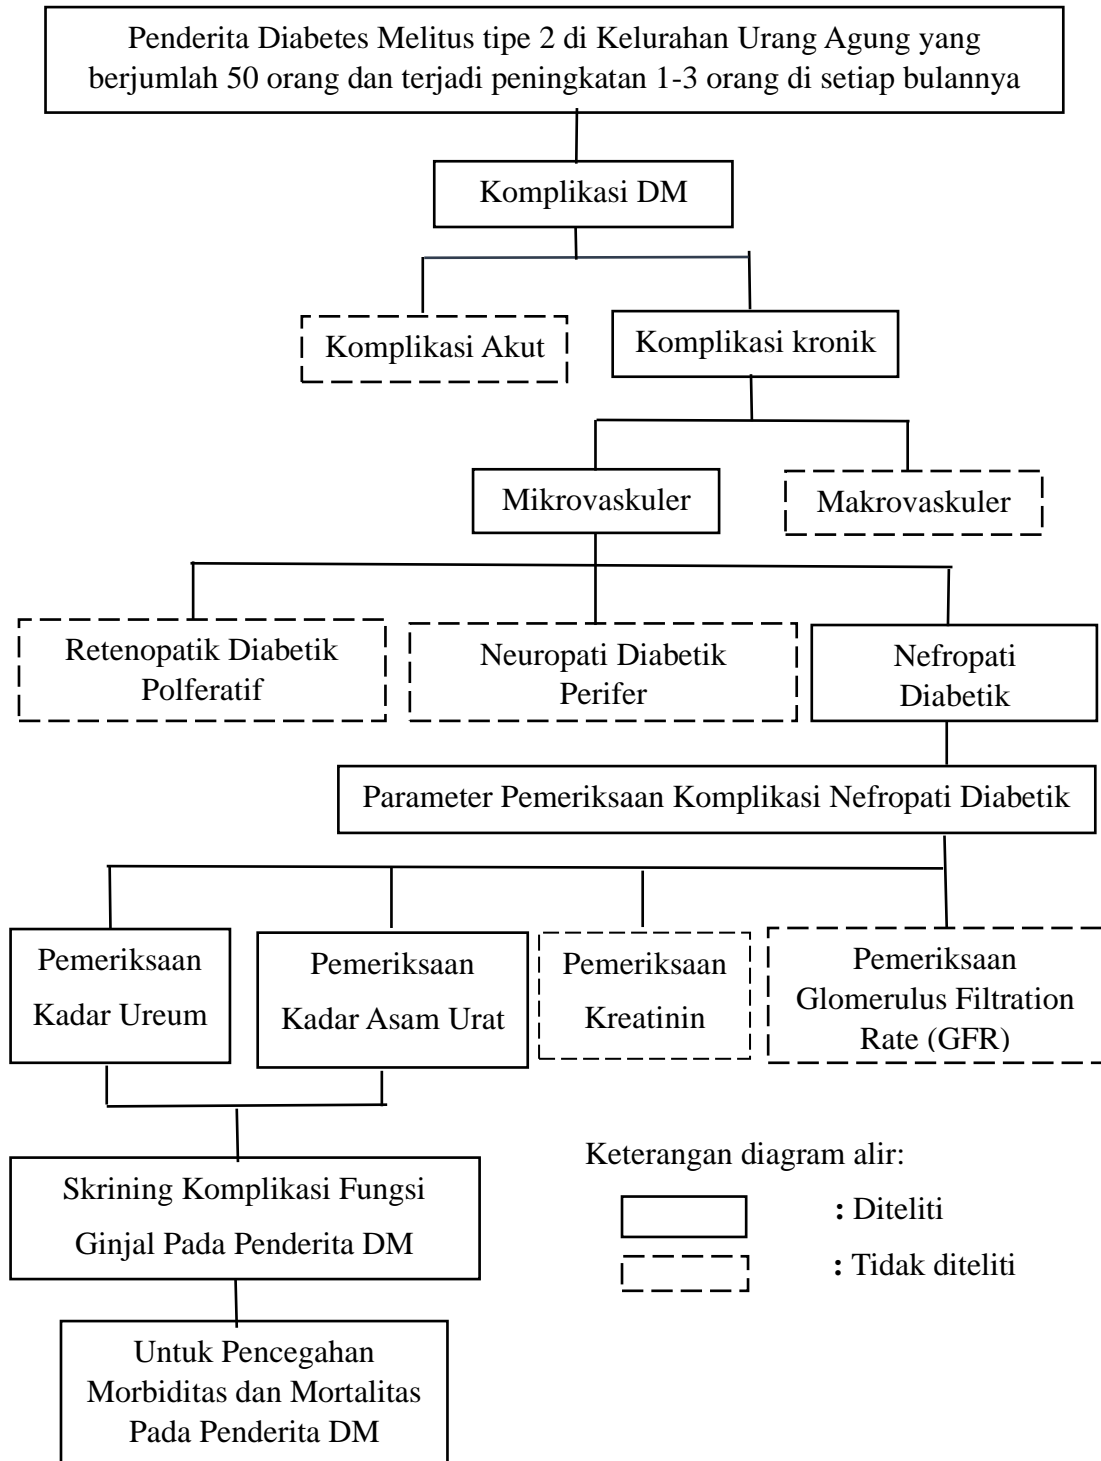 Penderita Diabetes Melitus tipe 2 di Kelurahan Urang Agung yang
berjumlah 50 orang dan terjadi peningkatan 1-3 orang di setiap bulannya
Komplikasi DM
Komplikasi Akut
Komplikasi kronik
Mikrovaskuler
Makrovaskuler
Retenopatik Diabetik
Polferatif
Neuropati Diabetik
Perifer
Nefropati
Diabetik
Parameter Pemeriksaan Komplikasi Nefropati Diabetik
Pemeriksaan
Kadar Ureum
Pemeriksaan
Kadar Asam Urat
Pemeriksaan
Kreatinin
Pemeriksaan
Glomerulus Filtration
Rate (GFR)
Skrining Komplikasi Fungsi
Ginjal Pada Penderita DM
Untuk Pencegahan
Morbiditas dan Mortalitas
Pada Penderita DM
Keterangan diagram alir:
: Diteliti
: Tidak diteliti